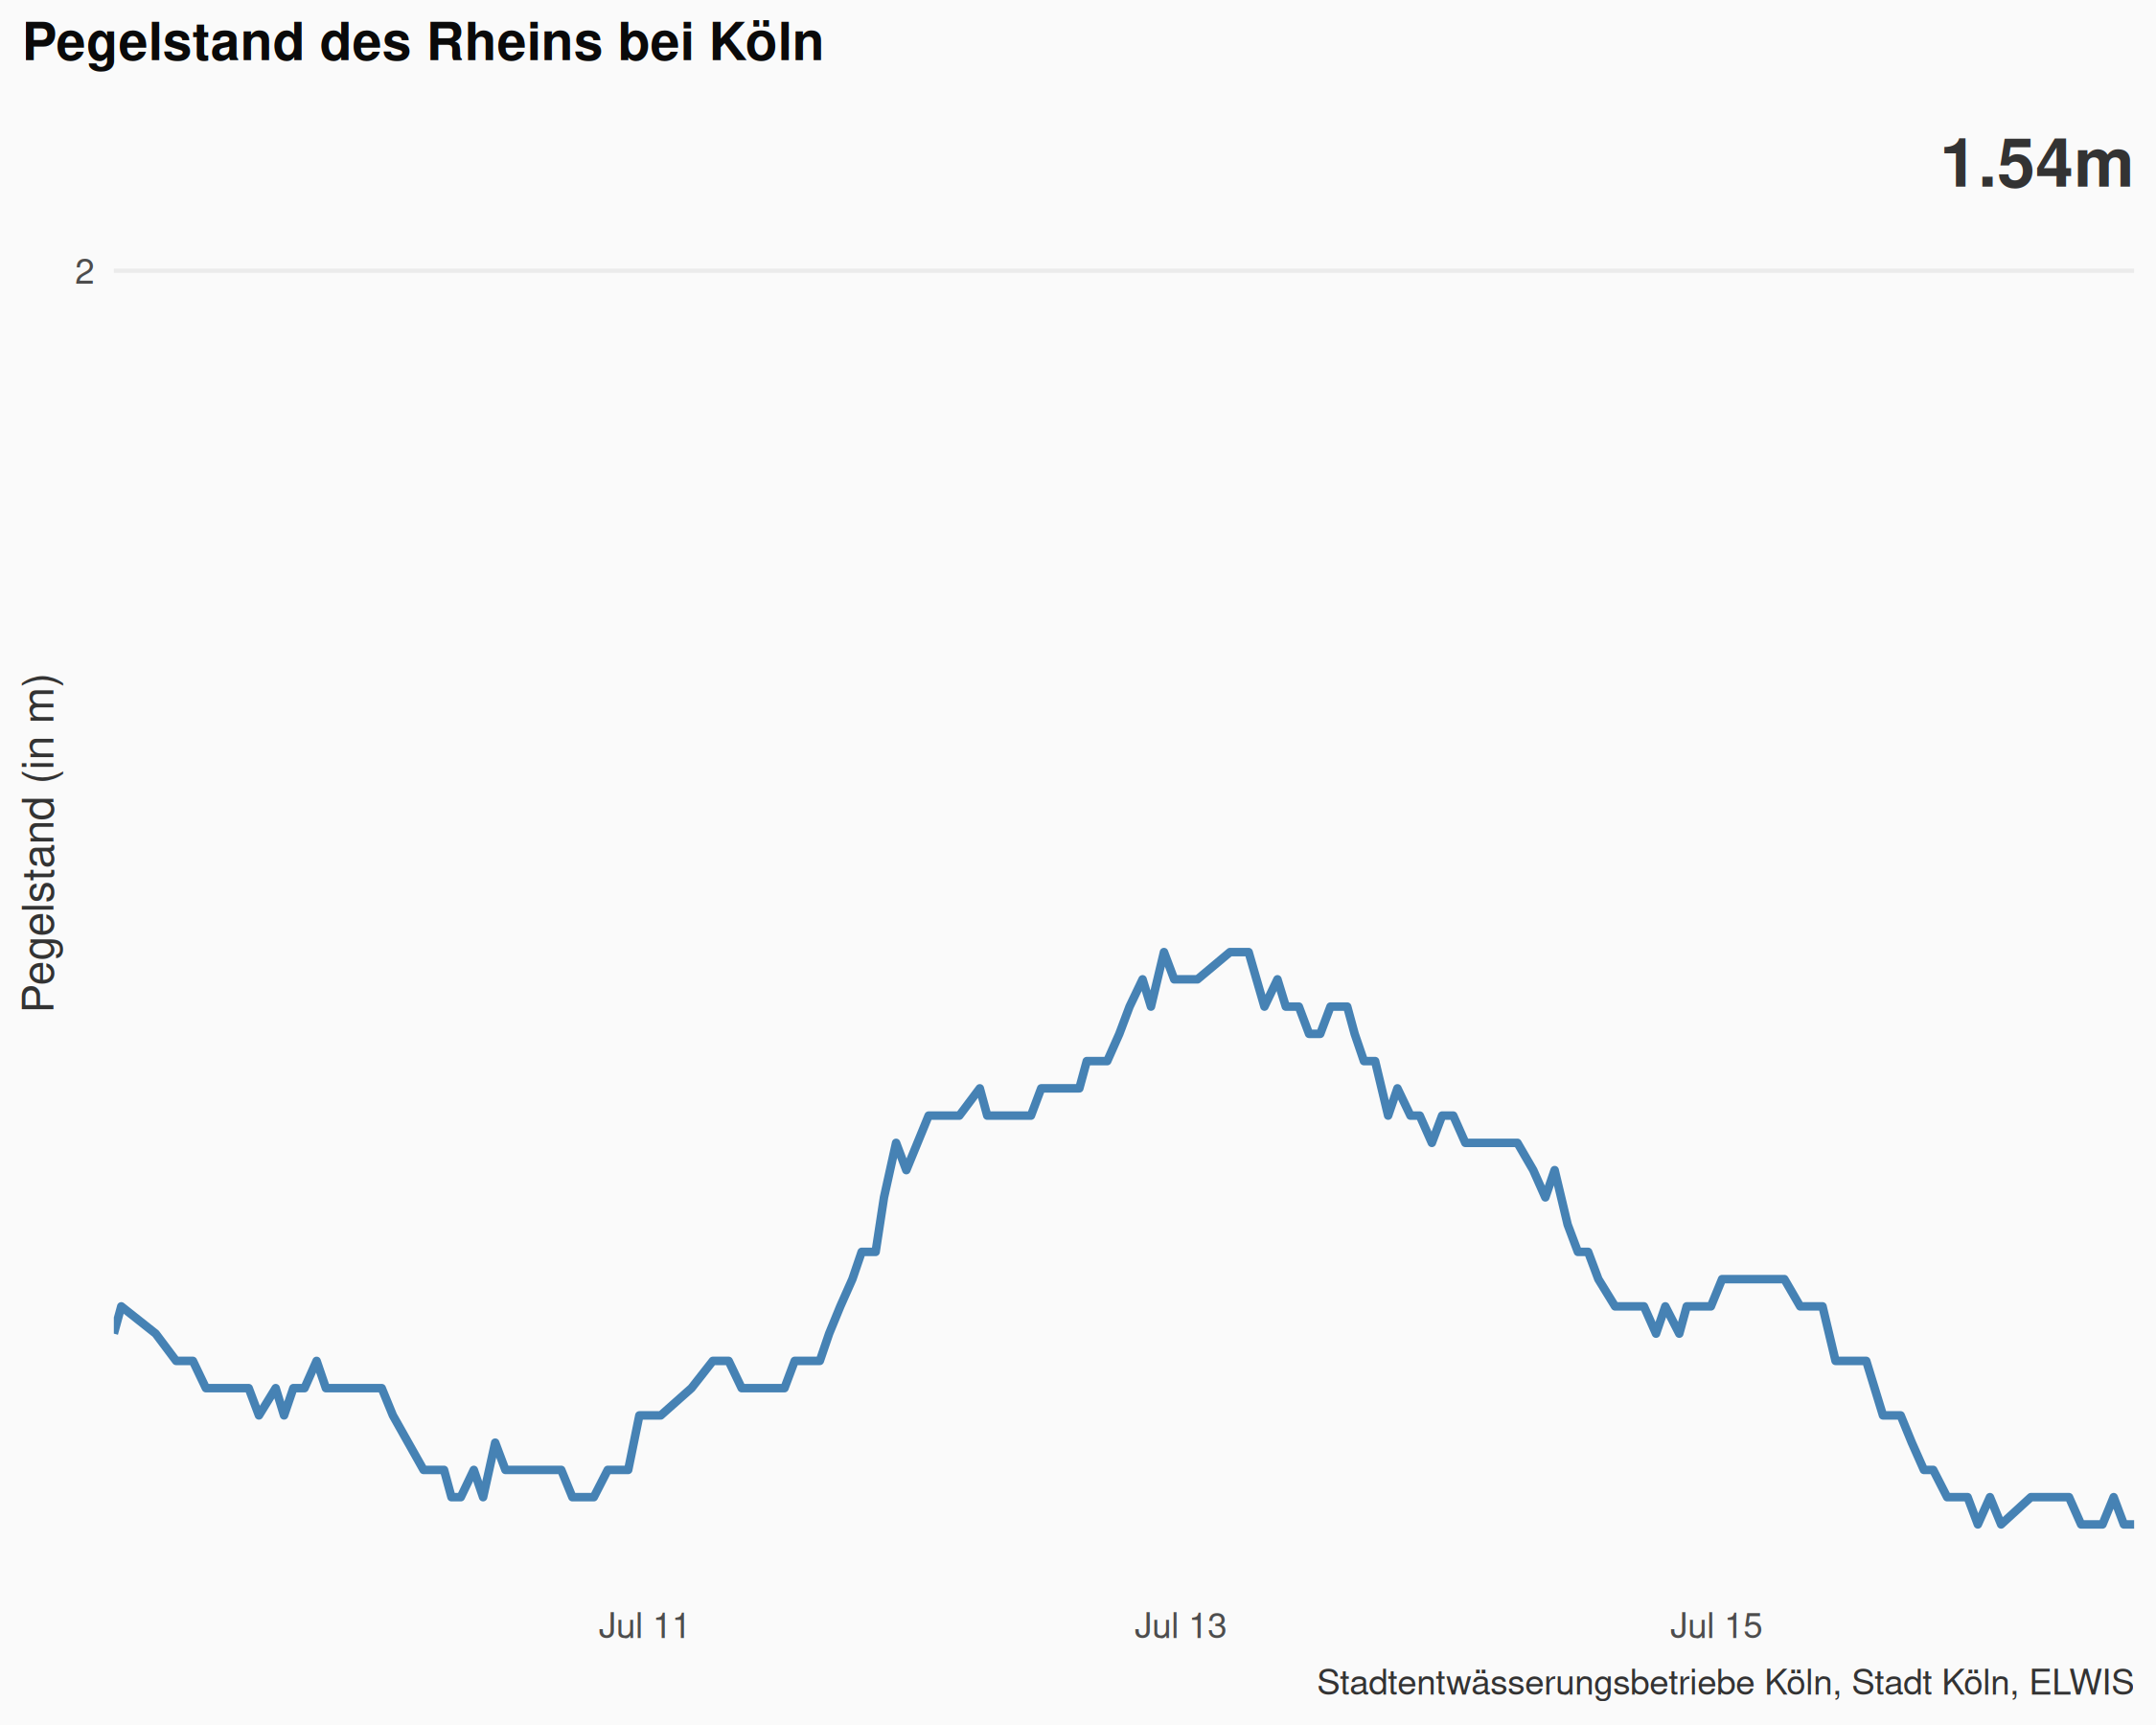 Pegelstand des Rheins bei Köln
1.54m
2
Pegelstand (in m)
Jul 11
Jul 13
Jul 15
Stadtentwässerungsbetriebe Köln, Stadt Köln, ELWIS